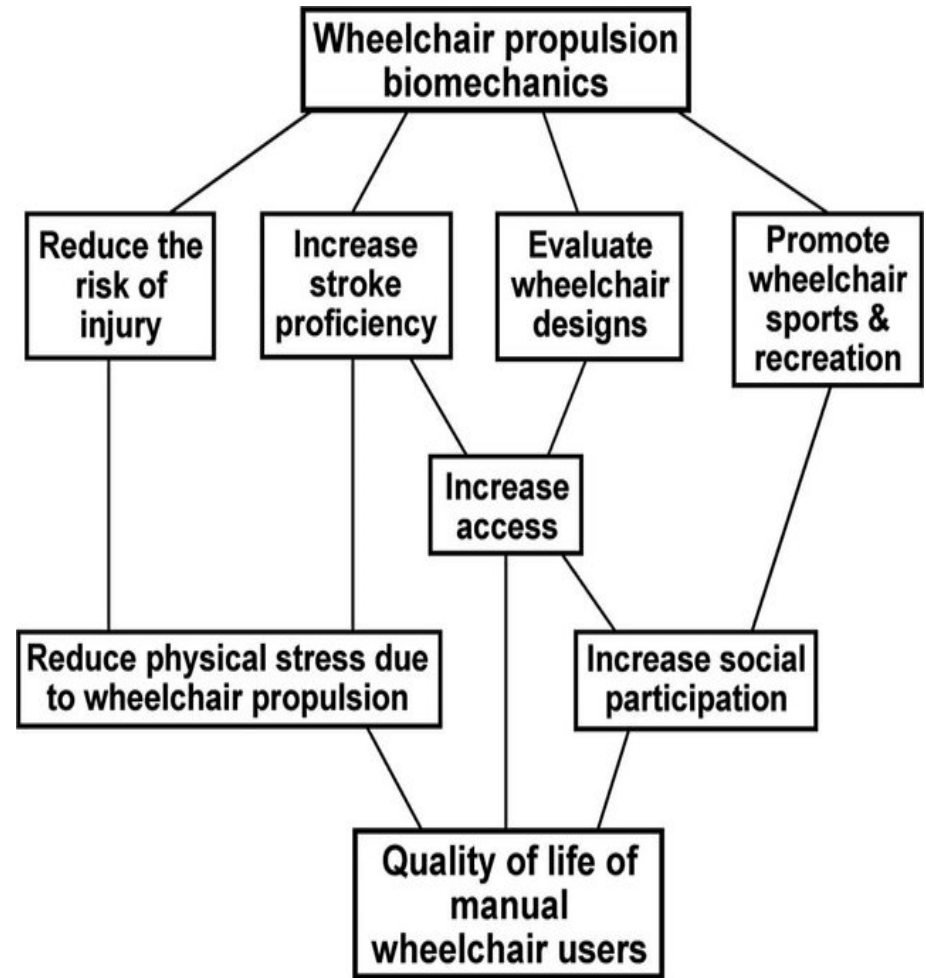 Wheelchair propulsion
biomechanics
Reduce the
risk of
injury
Increase
stroke
proficiency
Evaluate
wheelchair
designs
Promote
wheelchair
sports &
recreation
Increase
access
Reduce physical stress due
to wheelchair propulsion
Increase social
participation
Quality of life of
manual
wheelchair users